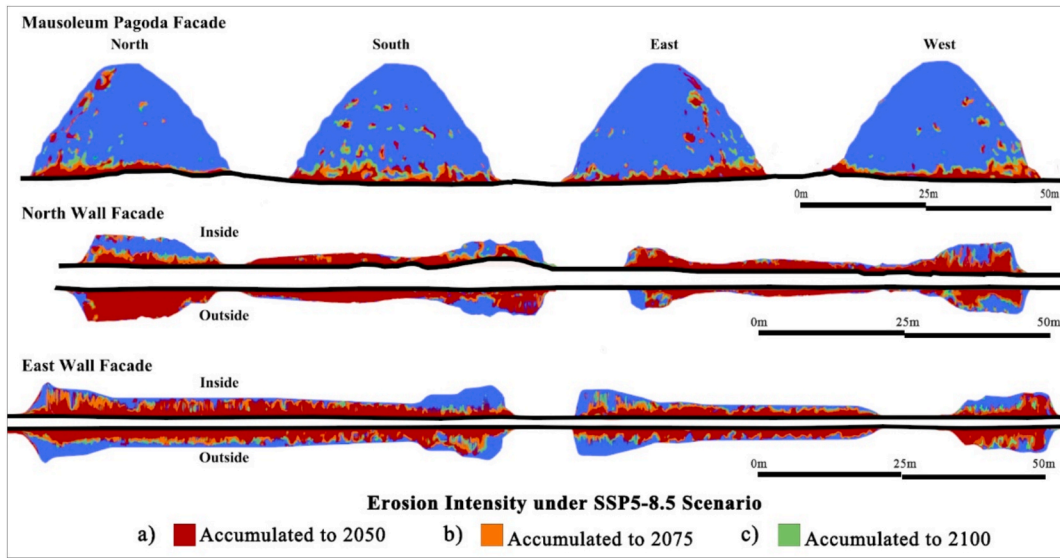 Mausoleum Pagoda Facade
North South East West
0m 25m 50m
North Wall Facade
Inside
Outside
0m 25m 50m
East Wall Facade
Inside
Outside
0m 25m 50m
Erosion Intensity under SSP5-8.5 Scenario
a) Accumulated to 2050 b) Accumulated to 2075 c) Accumulated to 2100